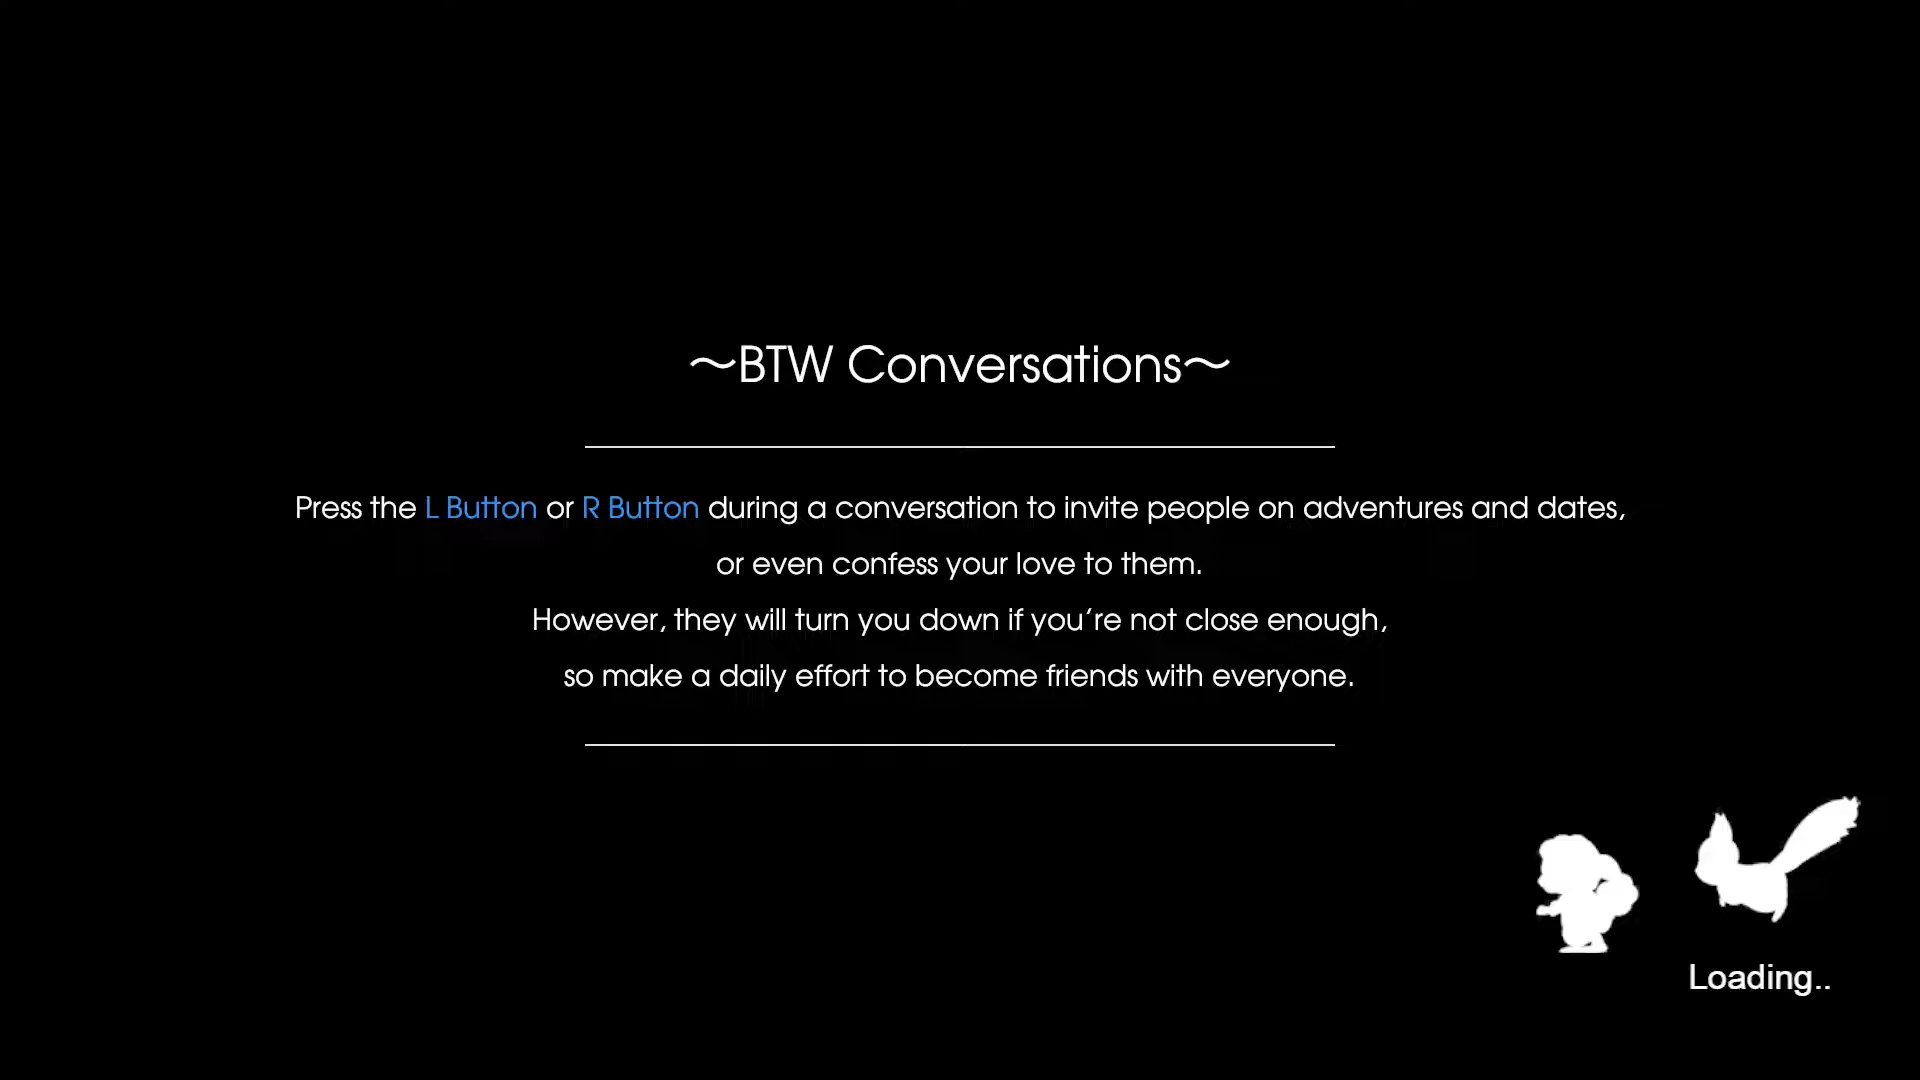 ～BTW Conversations～
Press the L Button or R Button during a conversation to invite people on adventures and dates,
or even confess your love to them.
However, they will turn you down if you’re not close enough,
so make a daily effort to become friends with everyone.
Loading..